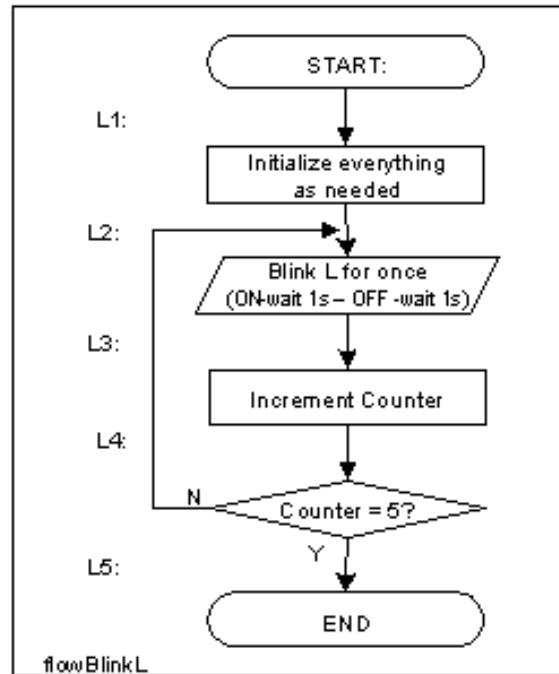 START:
L1:
Initialize everything
as needed
L2:
Blink L for once
(ON-wait 1s – OFF -wait 1s)
L3:
Increment Counter
L4:
N
Counter = 5?
Y
L5:
END
flowBlinkL